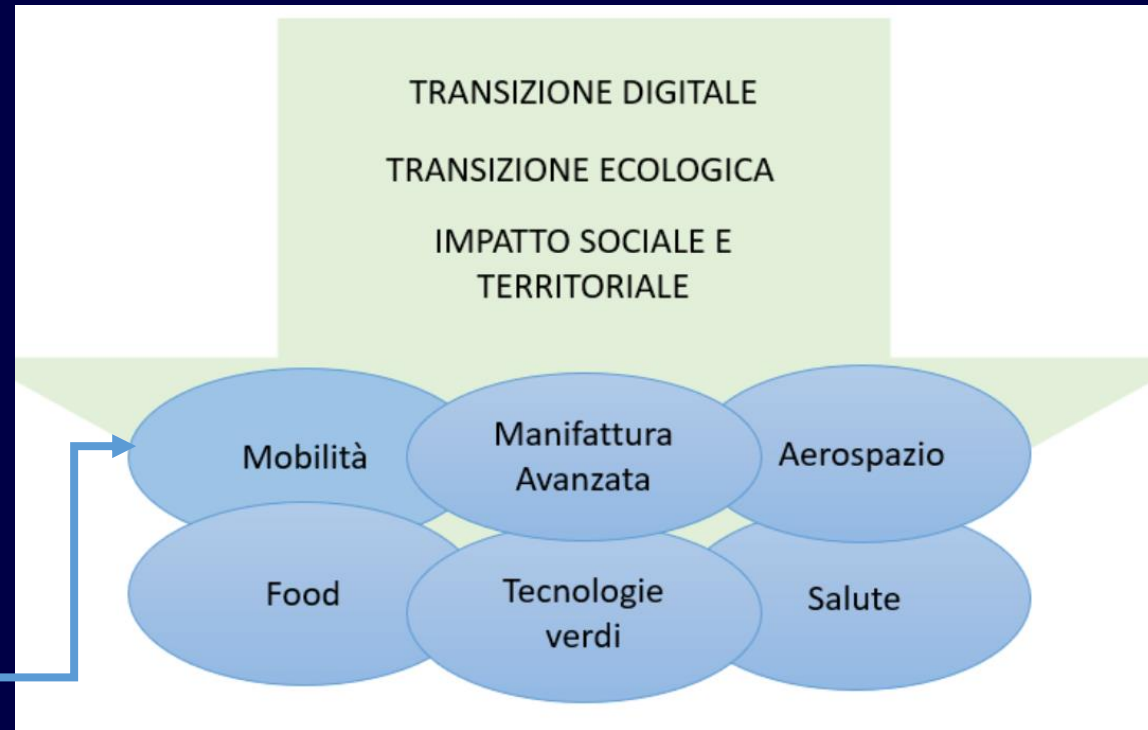 TRANSIZIONE DIGITALE
TRANSIZIONE ECOLOGICA
IMPATTO SOCIALE E
TERRITORIALE
Mobilità
Manifattura
Avanzata
Aerospazio
Food
Tecnologie
verdi
Salute